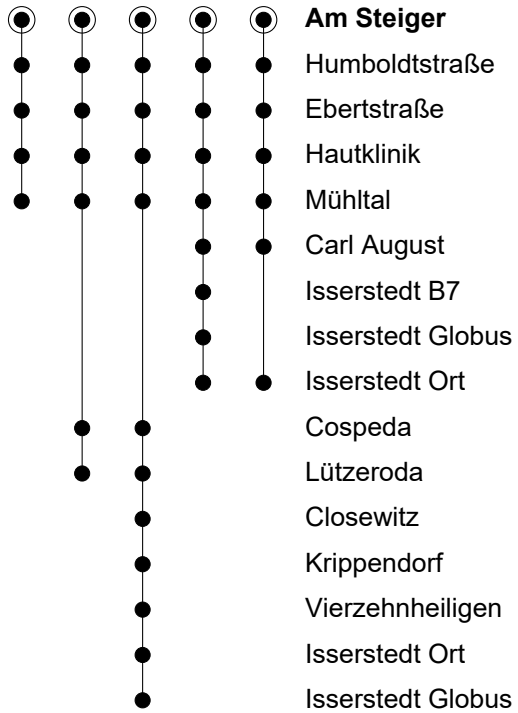 Am Steiger
Humboldtstraße
Ebertstraße
Hautklinik
Mühltal
Carl August
Isserstedt B7
Isserstedt Globus
Isserstedt Ort
Cospeda
Lützeroda
Closewitz
Krippendorf
Vierzehnheiligen
Isserstedt Ort
Isserstedt Globus